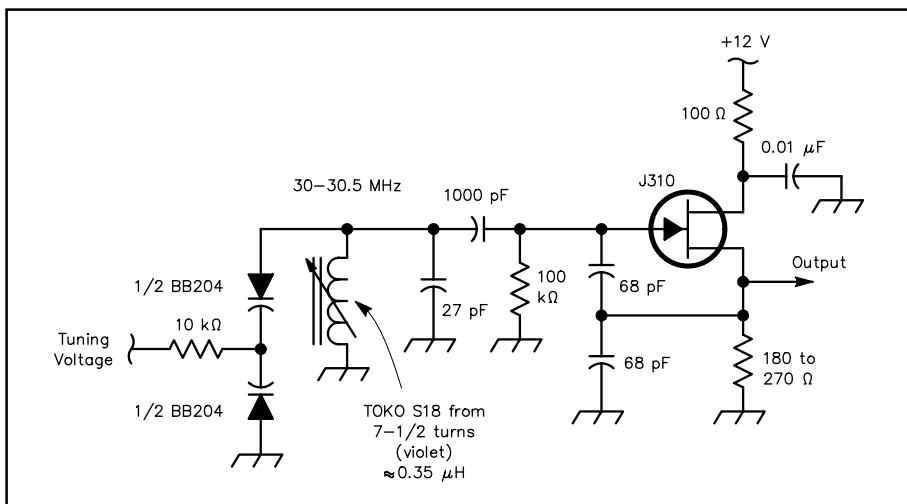 +12 V
100 Ω
0.01 μF
J310
30–30.5 MHz
1000 pF
1/2 BB204
10 kΩ
Tuning
Voltage
1/2 BB204
27 pF
100
kΩ
68 pF
68 pF
Output
180 to
270 Ω
TOKO S18 from
7–1/2 turns
(violet)
≈0.35 μH